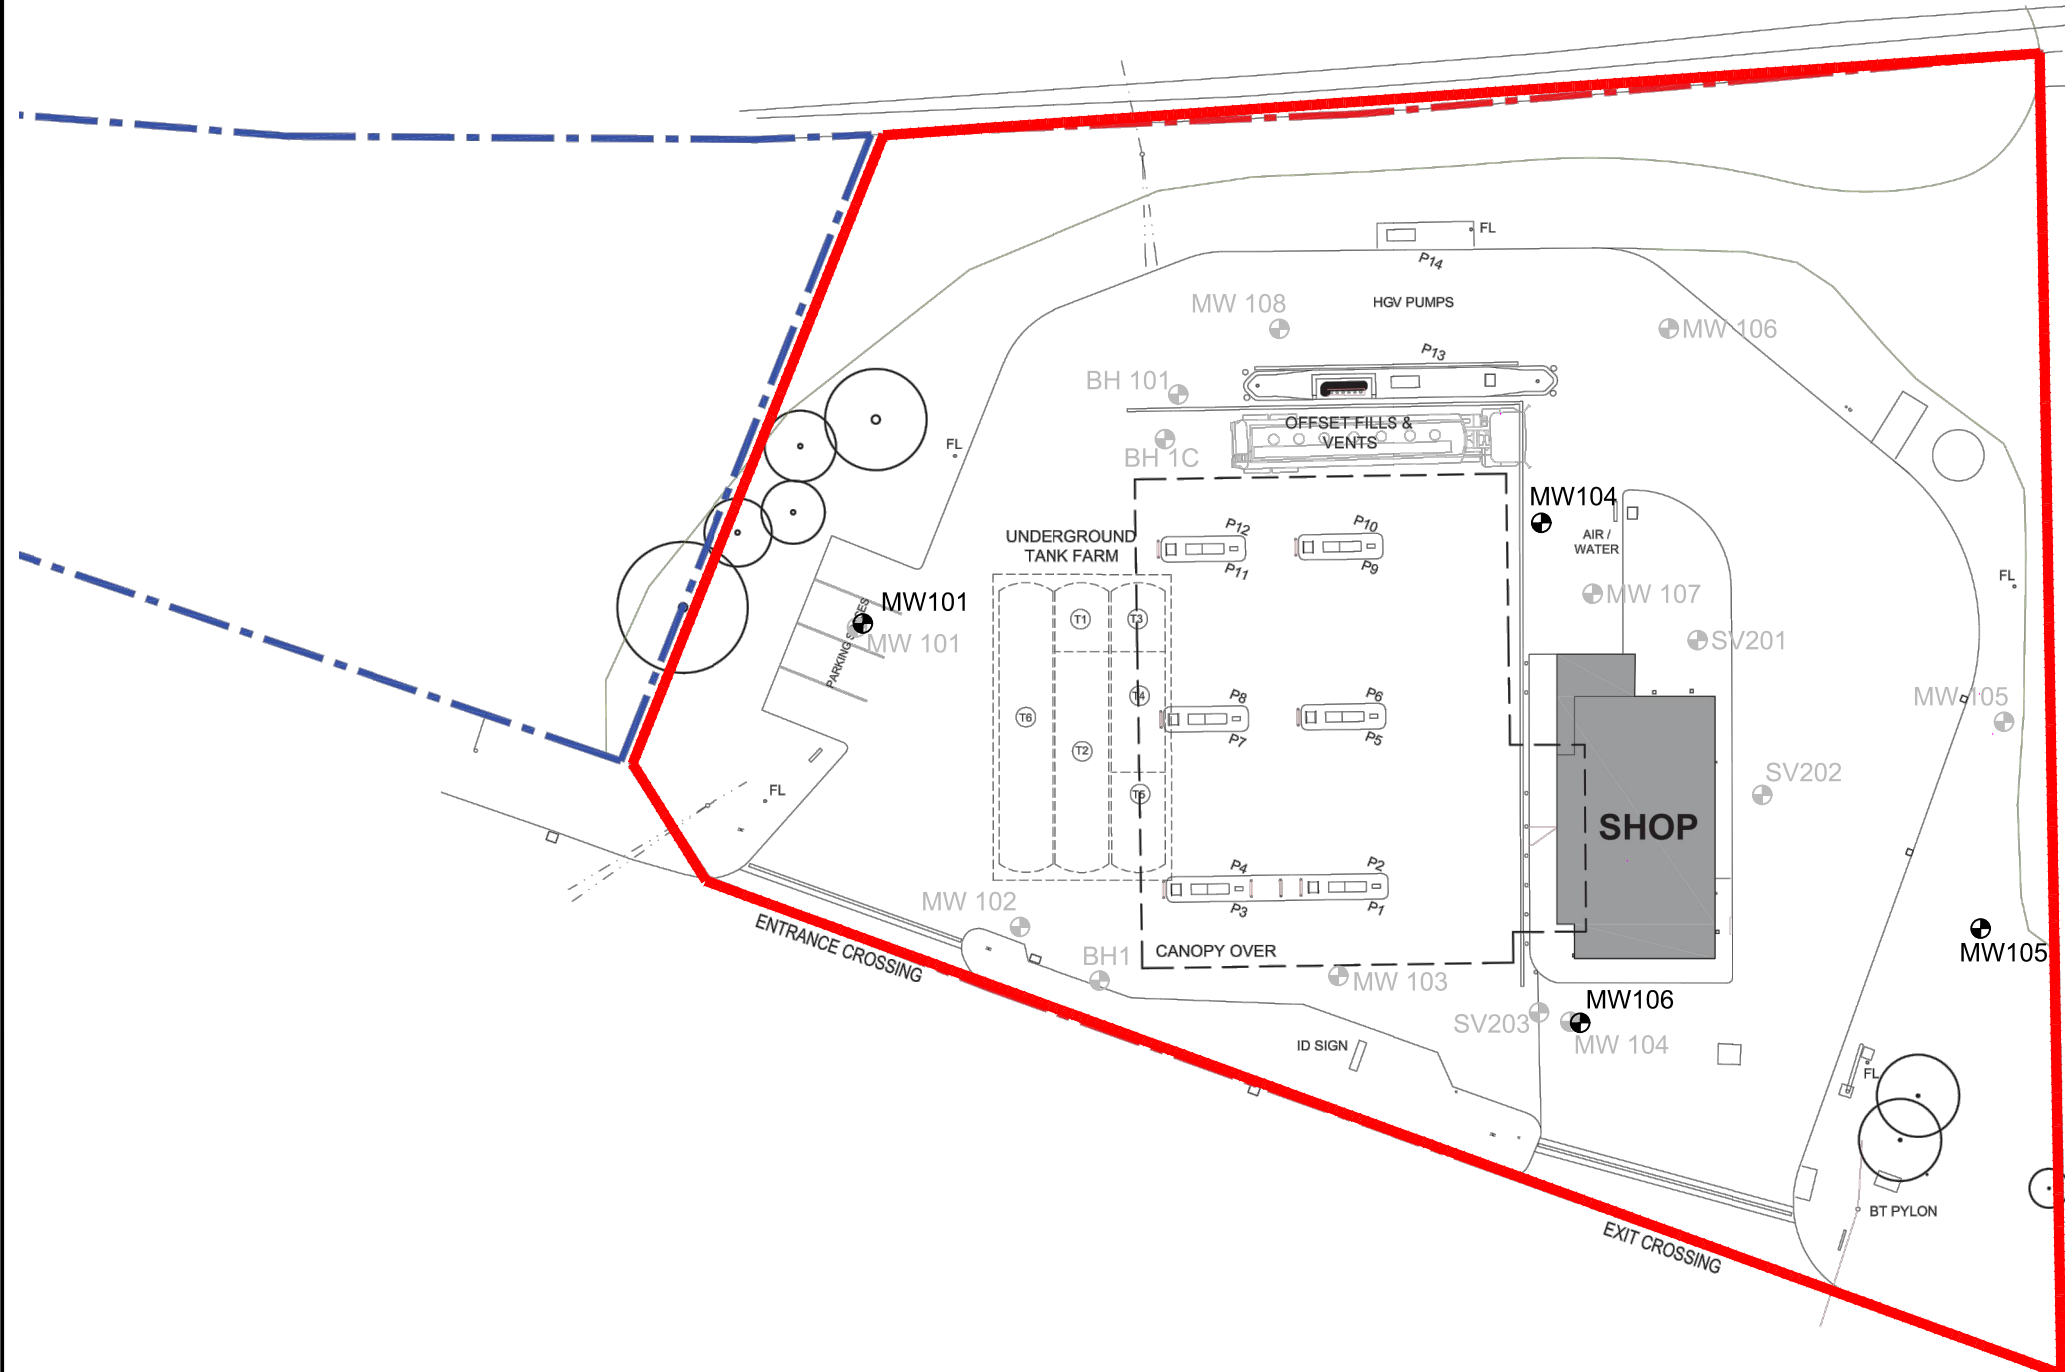 FL
P14
HGV PUMPS
MW 108
MW 106
P13
BH 101
OFFSET FILLS &
VENTS
FL
BH 1C
MW104
UNDERGROUND
TANK FARM
P12
P10
AIR /
WATER
P11
P9
FL
MW101
PARKING
MW 101
MW 107
T1
T3
SV201
T6
T4
P8
P6
MW 105
T2
P7
P5
FL
T5
SV202
SHOP
P4
P2
MW 102
P3
P1
ENTRANCE CROSSING
BH1
CANOPY OVER
MW 103
MW105
MW106
SV203
MW 104
ID SIGN
FL
BT PYLON
EXIT CROSSING